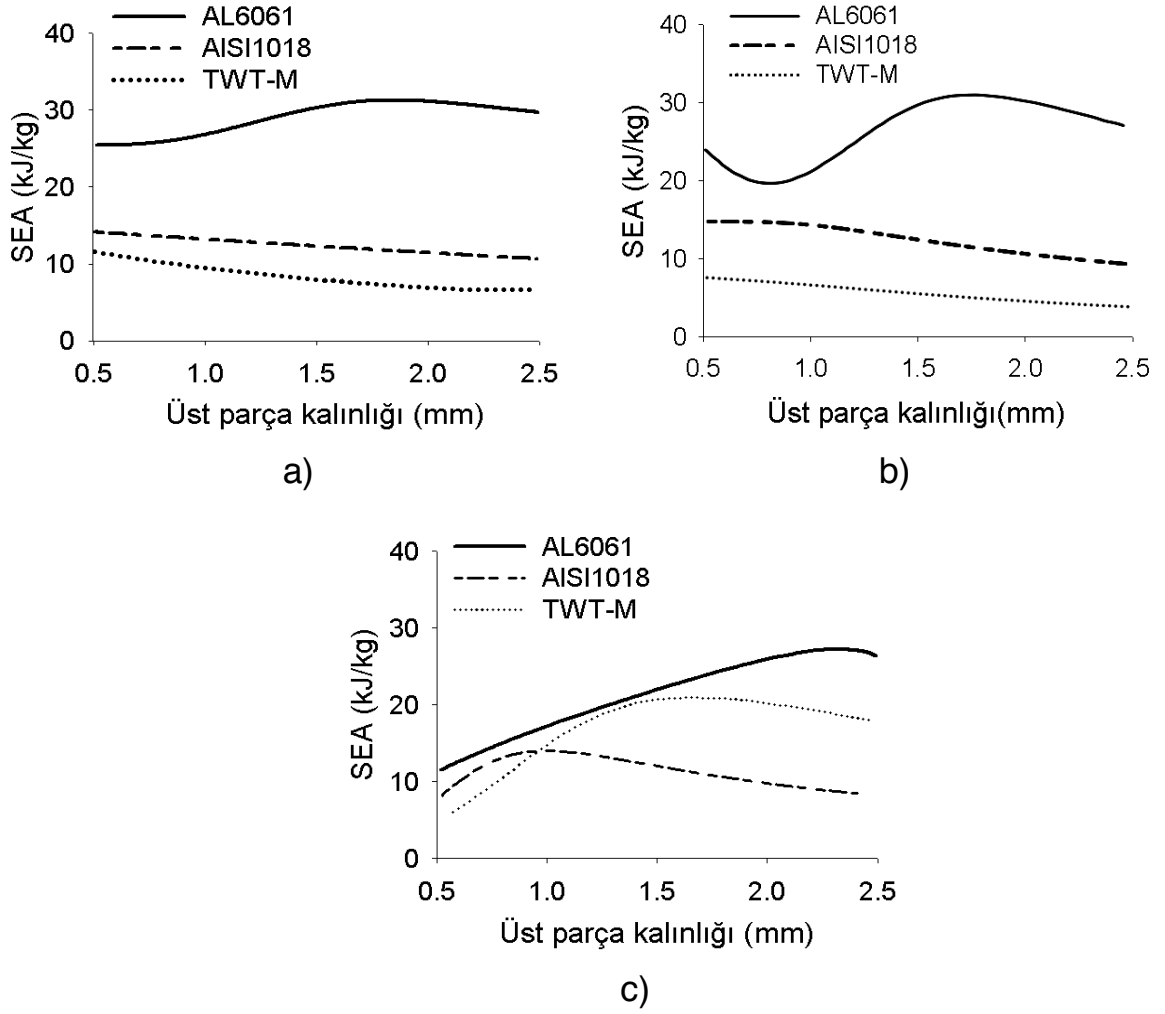 AL6061
AISI1018
TWT-M
SEA (kJ/kg)
40
30
20
10
0
0.5 1.0 1.5 2.0 2.5
Üst parça kalınlığı (mm)
a)
AL6061
AISI1018
TWT-M
SEA (kJ/kg)
40
30
20
10
0
0.5 1.0 1.5 2.0 2.5
Üst parça kalınlığı(mm)
b)
AL6061
AISI1018
TWT-M
SEA (kJ/kg)
40
30
20
10
0
0.5 1.0 1.5 2.0 2.5
Üst parça kalınlığı (mm)
c)